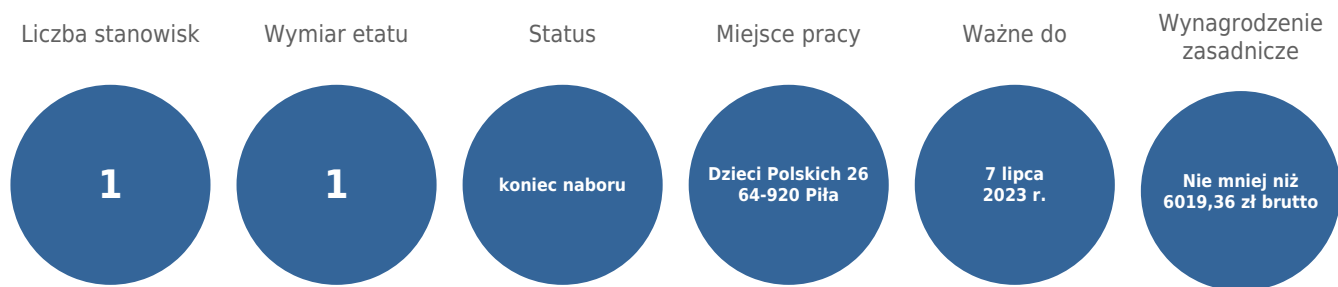 Liczba stanowisk
1
Wymiar etatu
1
Status
koniec naboru
Miejsce pracy
Dzieci Polskich 26
64-920 Piła
Ważne do
7 lipca
2023 r.
Wynagrodzenie
zasadnicze
Nie mniej niż
6019,36 zł brutto